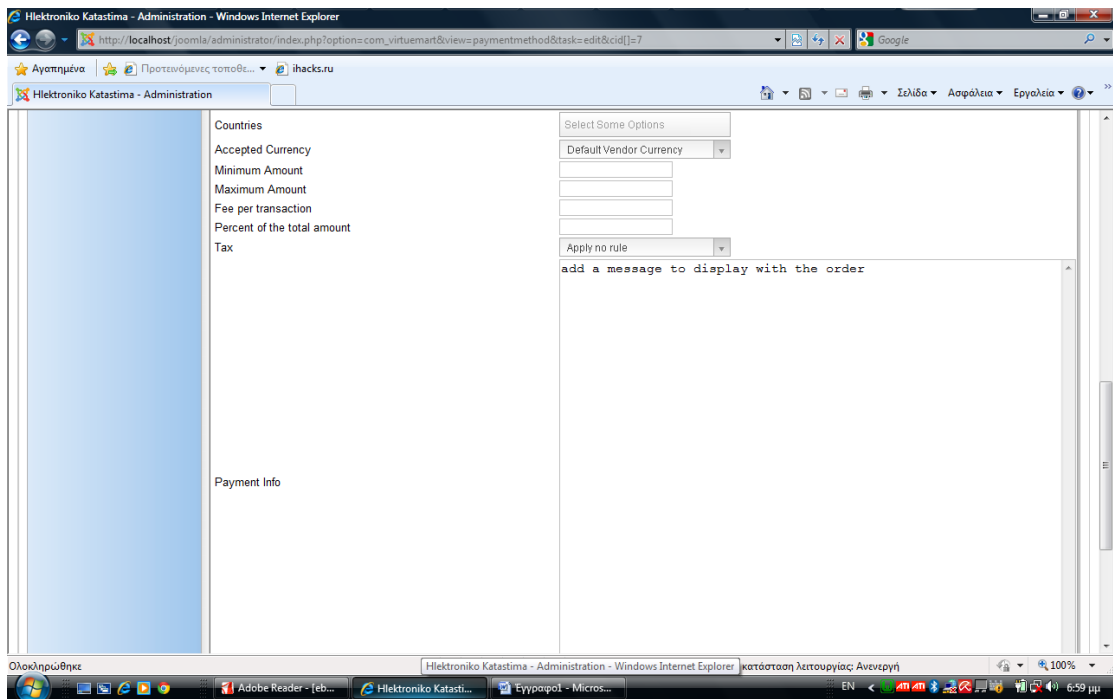 Hlektroniko Katastima - Administration - Windows Internet Explorer
http://localhost/joomla/administrator/index.php?option=com_virtuemart&view=paymentmethod&task=edit&cid[]=7
Google
Αγαπημένα
Προτεινόμενες τοποθε...
ihacks.ru
Hlektroniko Katastima - Administration
Σελίδα
Ασφάλεια
Εργαλεία
»
Countries
Select Some Options
Accepted Currency
Default Vendor Currency
Minimum Amount
Maximum Amount
Fee per transaction
Percent of the total amount
Tax
Apply no rule
add a message to display with the order
Payment Info
Ολοκληρώθηκε
Hlektroniko Katastima - Administration - Windows Internet Explorer
κατάσταση λειτουργίας: Ανενεργή
100%
Adobe Reader - [eb...
Hlektroniko Katasti...
Έγγραφο1 - Micros...
EN
6:59 μμ